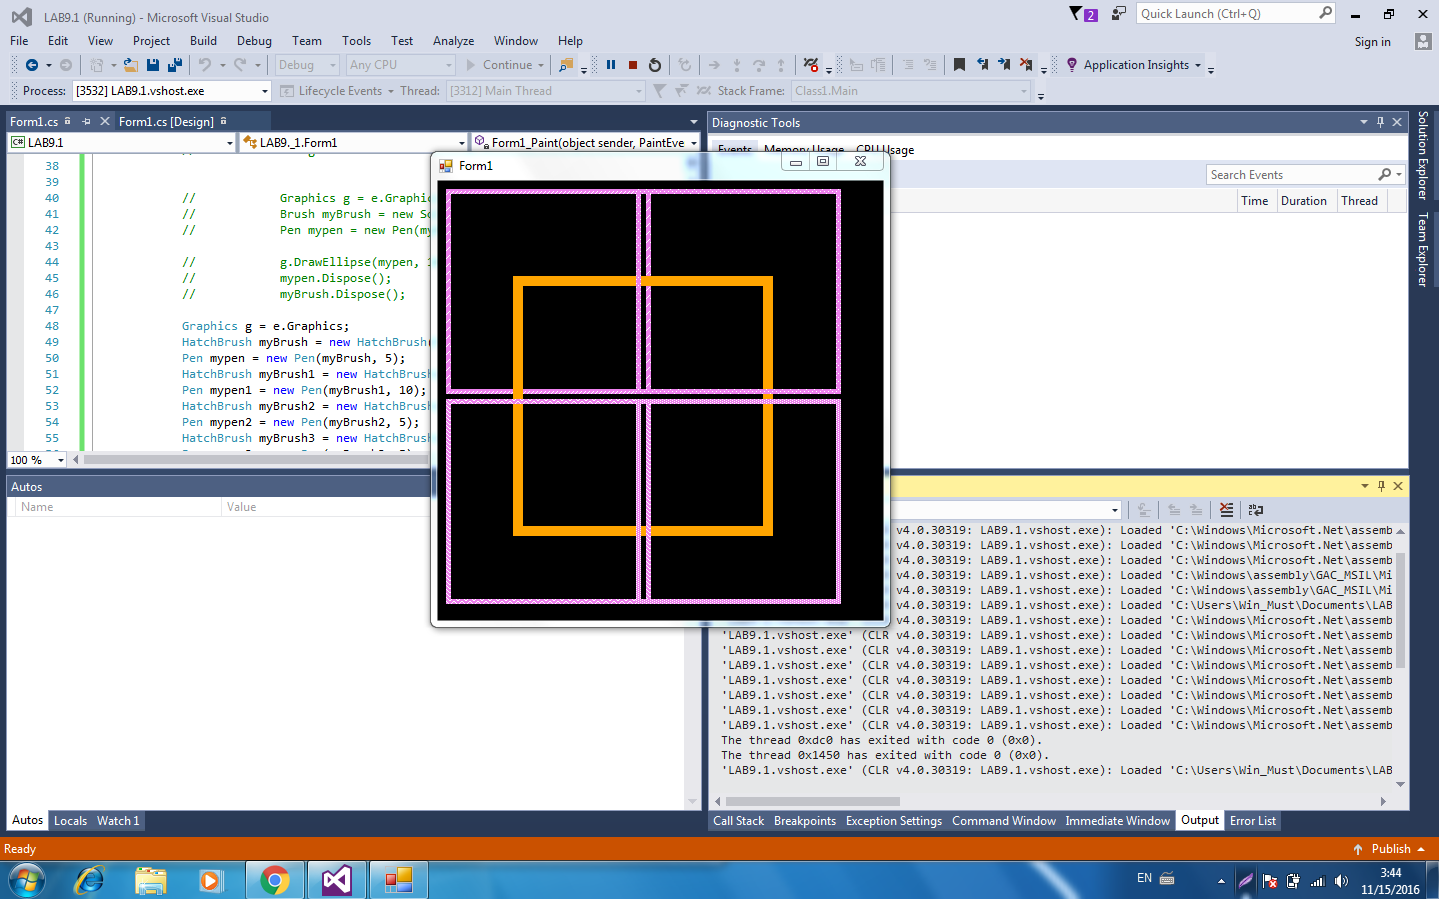 LAB9.1 (Running) - Microsoft Visual Studio
2
Quick Launch (Ctrl+Q)
File Edit View Project Build Debug Team Tools Test Analyze Window Help
Sign in
Debug Any CPU Continue Application Insights
Process: [3532] LAB9.1.vshost.exe Lifecycle Events Thread: [3312] Main Thread Stack Frame: Class1.Main
Form1.cs Form1.cs [Design]
C# LAB9.1 LAB9._1.Form1 Form1_Paint(object sender, PaintEve
38
39
40 // Graphics g = e.Graphic
41 // Brush myBrush = new So
42 // Pen mypen = new Pen(my
43
44 // g.DrawEllipse(mypen, 1
45 // mypen.Dispose();
46 // myBrush.Dispose();
47
48 Graphics g = e.Graphics;
49 HatchBrush myBrush = new HatchBrush(
50 Pen mypen = new Pen(myBrush, 5);
51 HatchBrush myBrush1 = new HatchBrush
52 Pen mypen1 = new Pen(myBrush1, 10);
53 HatchBrush myBrush2 = new HatchBrush
54 Pen mypen2 = new Pen(myBrush2, 5);
55 HatchBrush myBrush3 = new HatchBrush
100 %
Form1
Diagnostic Tools
Events Memory Usage CPU Usage
Search Events
Time Duration Thread
Solution Explorer
Team Explorer
Autos
Name Value
v4.0.30319: LAB9.1.vshost.exe): Loaded 'C:\Windows\Microsoft.Net\assemb
v4.0.30319: LAB9.1.vshost.exe): Loaded 'C:\Windows\Microsoft.Net\assemb
v4.0.30319: LAB9.1.vshost.exe): Loaded 'C:\Windows\Microsoft.Net\assemb
v4.0.30319: LAB9.1.vshost.exe): Loaded 'C:\Windows\assembly\GAC_MSIL\Mi
v4.0.30319: LAB9.1.vshost.exe): Loaded 'C:\Windows\assembly\GAC_MSIL\Mi
v4.0.30319: LAB9.1.vshost.exe): Loaded 'C:\Users\Win_Must\Documents\LAB
v4.0.30319: LAB9.1.vshost.exe): Loaded 'C:\Windows\Microsoft.Net\assemb
'LAB9.1.vshost.exe' (CLR v4.0.30319: LAB9.1.vshost.exe): Loaded 'C:\Windows\Microsoft.Net\assemb
'LAB9.1.vshost.exe' (CLR v4.0.30319: LAB9.1.vshost.exe): Loaded 'C:\Windows\Microsoft.Net\assemb
'LAB9.1.vshost.exe' (CLR v4.0.30319: LAB9.1.vshost.exe): Loaded 'C:\Windows\Microsoft.Net\assemb
'LAB9.1.vshost.exe' (CLR v4.0.30319: LAB9.1.vshost.exe): Loaded 'C:\Windows\Microsoft.Net\assemb
'LAB9.1.vshost.exe' (CLR v4.0.30319: LAB9.1.vshost.exe): Loaded 'C:\Windows\Microsoft.Net\assemb
'LAB9.1.vshost.exe' (CLR v4.0.30319: LAB9.1.vshost.exe): Loaded 'C:\Windows\Microsoft.Net\assemb
'LAB9.1.vshost.exe' (CLR v4.0.30319: LAB9.1.vshost.exe): Loaded 'C:\Windows\Microsoft.Net\assemb
The thread 0xdc0 has exited with code 0 (0x0).
The thread 0x1450 has exited with code 0 (0x0).
'LAB9.1.vshost.exe' (CLR v4.0.30319: LAB9.1.vshost.exe): Loaded 'C:\Users\Win_Must\Documents\LAB
Autos Locals Watch 1
Call Stack Breakpoints Exception Settings Command Window Immediate Window Output Error List
Ready
Publish
EN
3:44
11/15/2016